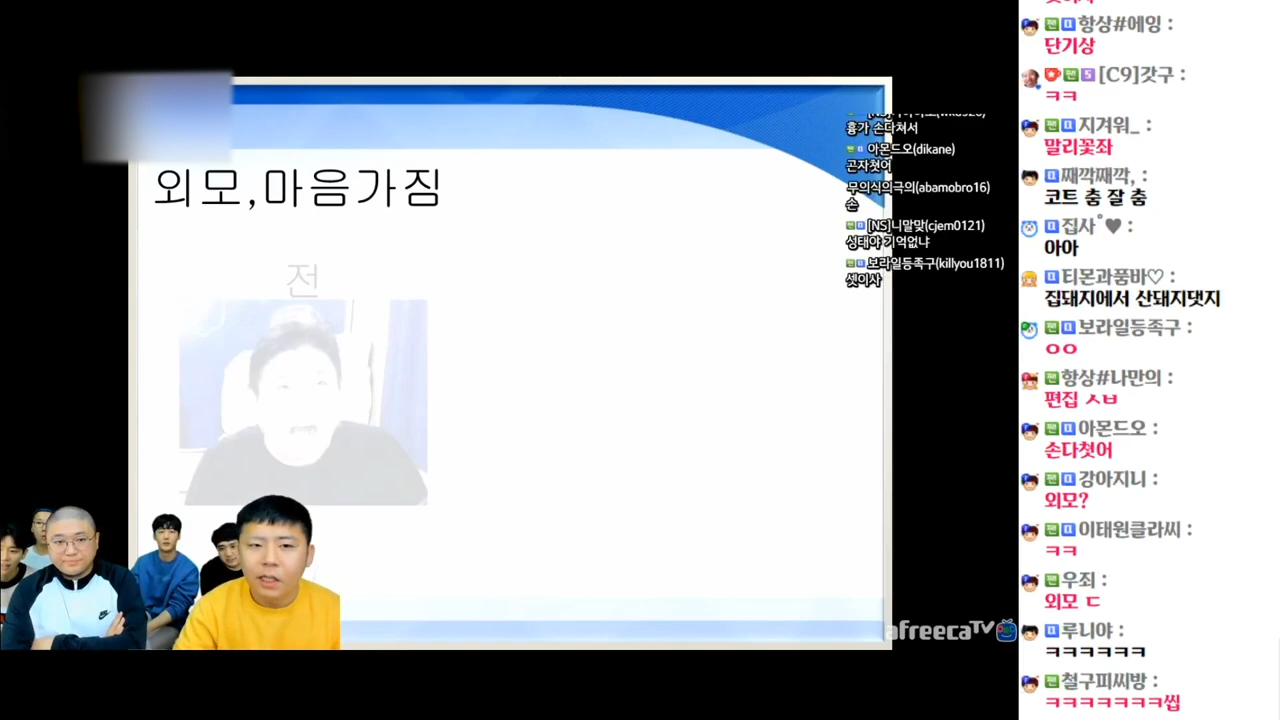 외모,마음가짐
전
흉가 손다쳐서
아몬드오(dikane)
곤자쳣어
무의식의극의(abamobro16)
손
[NS]니말맞(cjem0121)
성태야 기억없냐
보라일등족구(killyou1811)
셋이사
afreecaTV
항상#에잉 :
단기상
[C9]갓구 :
ㅋㅋ
지겨워_ :
말리꽃좌
째깍째깍, :
코트 춤 잘 춤
집사˚♥ :
아아
티몬과품바♡ :
집돼지에서 산돼지댓지
보라일등족구 :
ㅇㅇ
항상#나만의 :
편집 ㅅㅂ
아몬드오 :
손다쳣어
강아지니 :
외모?
이태원클라씨 :
ㅋㅋ
우죄 :
외모 ㄷ
루니야 :
ㅋㅋㅋㅋㅋㅋ
철구피씨방 :
ㅋㅋㅋㅋㅋㅋㅋ씹